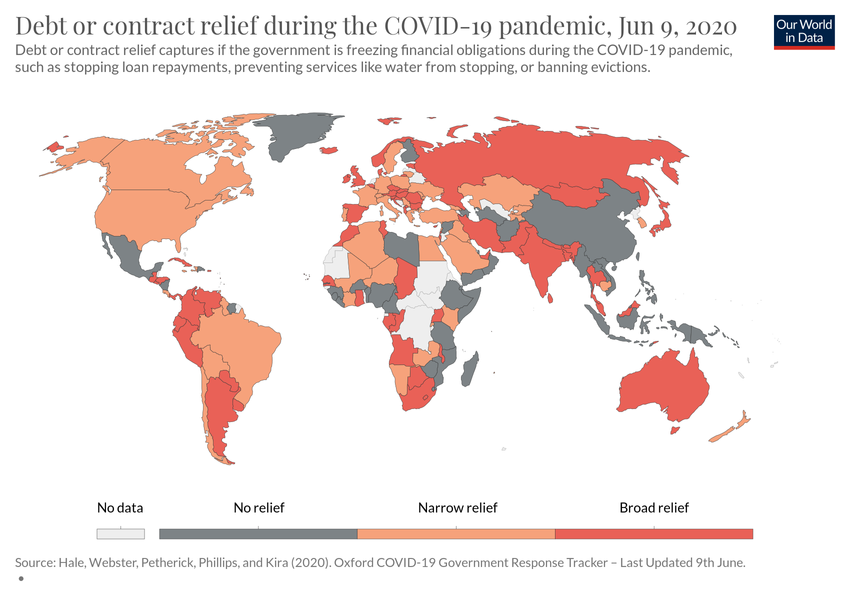 Debt or contract relief during the COVID-19 pandemic, Jun 9, 2020
Our World
in Data
Debt or contract relief captures if the government is freezing financial obligations during the COVID-19 pandemic,
such as stopping loan repayments, preventing services like water from stopping, or banning evictions.
No data
No relief
Narrow relief
Broad relief
Source: Hale, Webster, Petherick, Phillips, and Kira (2020). Oxford COVID-19 Government Response Tracker – Last Updated 9th June.
•